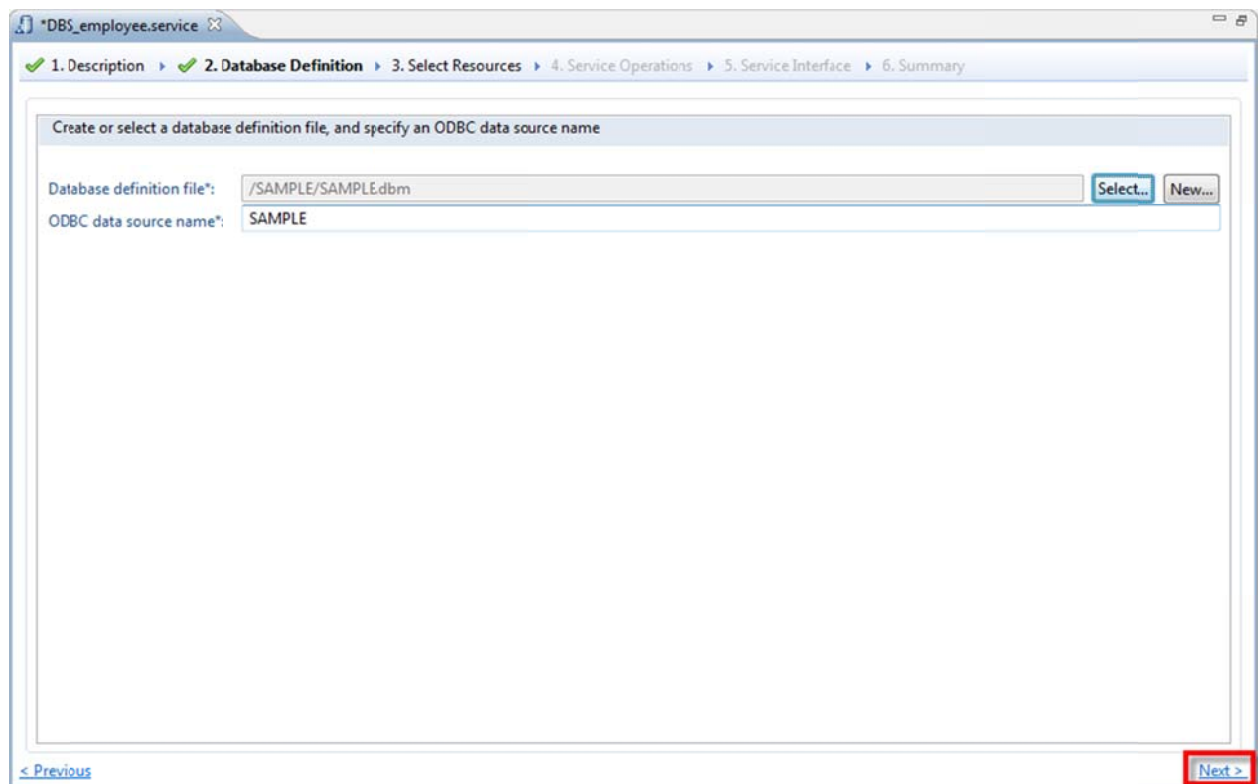 *DBS_employee.service
1. Description 2. Database Definition 3. Select Resources 4. Service Operations 5. Service Interface 6. Summary
Create or select a database definition file, and specify an ODBC data source name
Database definition file*: /SAMPLE/SAMPLE.dbm Select... New...
ODBC data source name*: SAMPLE
< Previous Next >